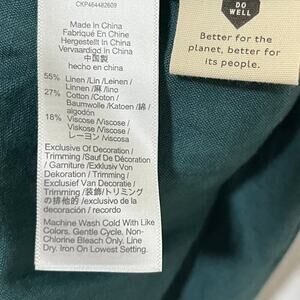 CKP464482609
Made In China
Fabriqué En Chine
Hergestellt In China
Vervaardigd In China
中国製
hecho en china
55% Linen /Lin /Leinen /
Linnen /麻 /lino
27% Cotton /Coton /
Baumwolle /Katoen /綿 /
algodón
18% Viscose /Viscose /
Viskose /Viscose /
レーヨン /viscosa
Exclusive Of Decoration /
Trimming /Sauf De Décoration
/ Garniture /Exklusiv Von
Dekoration / Trimming /
Exclusief Van Decoratie /
Trimming /装飾/トリミング
の排他的 /exclusivo de la
decoración / recordo
Machine Wash Cold With Like
Colors. Gentle Cycle. Non-
Chlorine Bleach Only. Line
Dry. Iron On Lowest Setting.
DO
WELL
Better for the
planet, better for
its people.